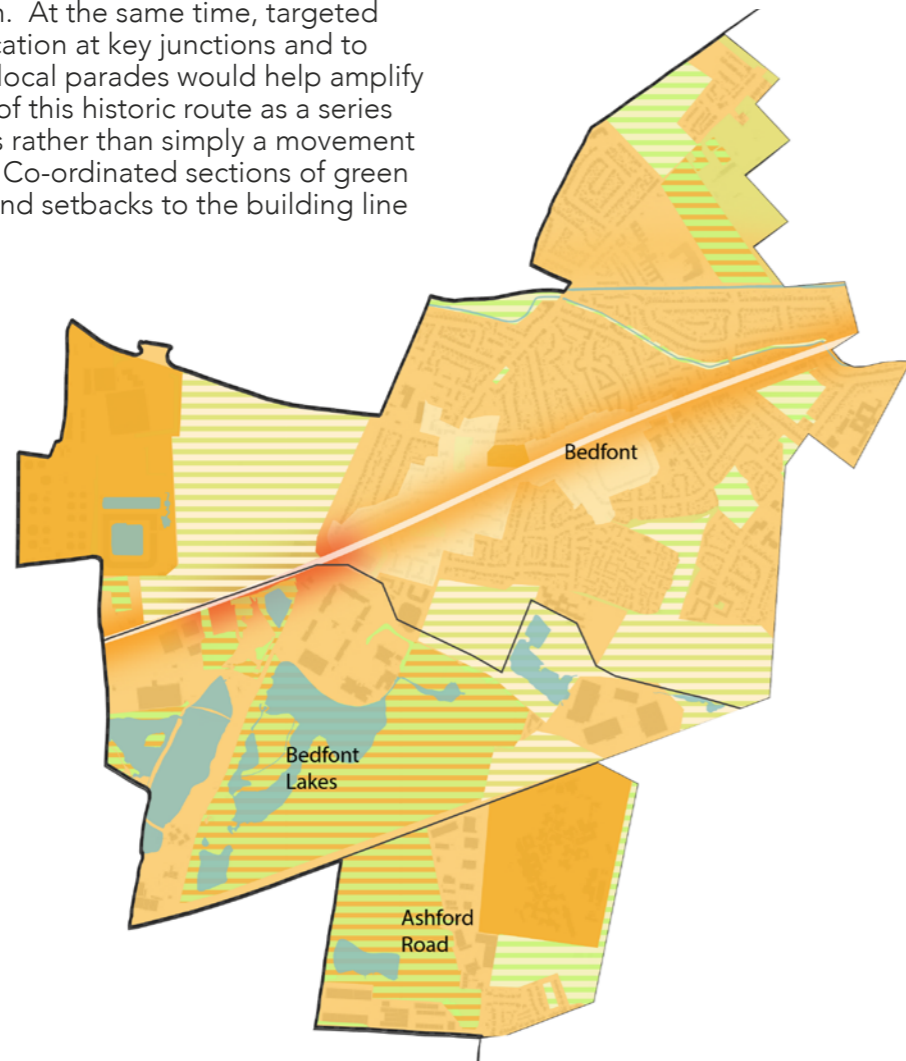 At the same time, targeted
at key junctions and to
local parades would help amplify
of this historic route as a series
rather than simply a movement
Co-ordinated sections of green
and setbacks to the building line
Bedfont
Bedfont
Lakes
Ashford
Road